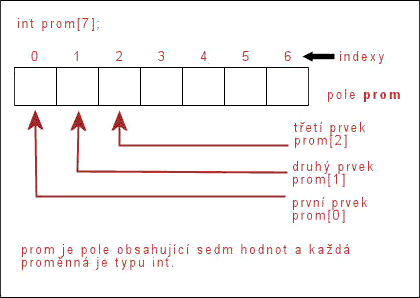 int prom[7];
0 1 2 3 4 5 6 indexy
pole prom
třetí prvek
prom[2]
druhý prvek
prom[1]
první prvek
prom[0]
prom je pole obsahující sedm hodnot a každá
proměnná je typu int.